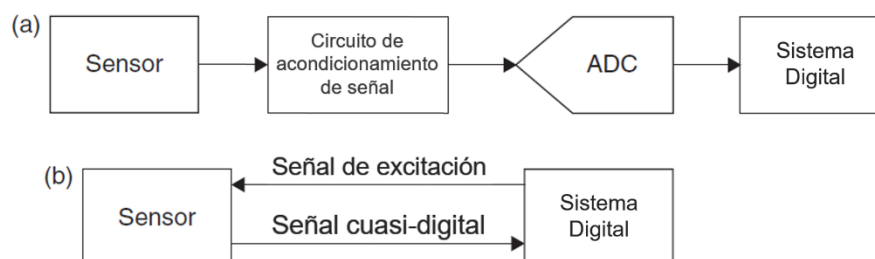 (a)
Sensor
Circuito de
acondicionamiento
de señal
ADC
Sistema
Digital
(b)
Sensor
Señal de excitación
Señal cuasi-digital
Sistema
Digital